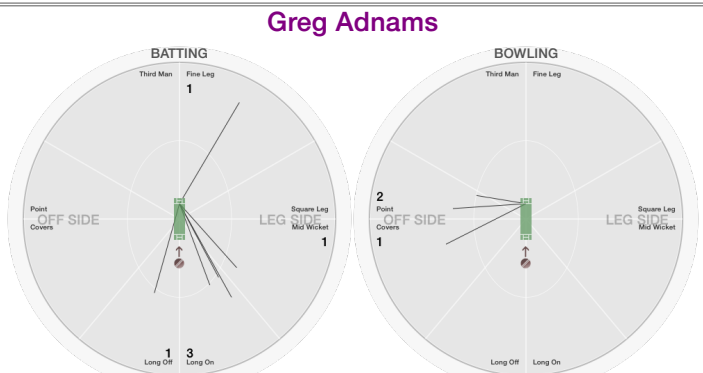 Greg Adnams
BATTING
Third Man Fine Leg
1
Point
OFF SIDE
Covers
Square Leg
LEG SIDE
Mid Wicket
1
1 3
Long Off Long On
BOWLING
Third Man Fine Leg
2
Point
OFF SIDE
Covers
1
Square Leg
LEG SIDE
Mid Wicket
Long Off Long On